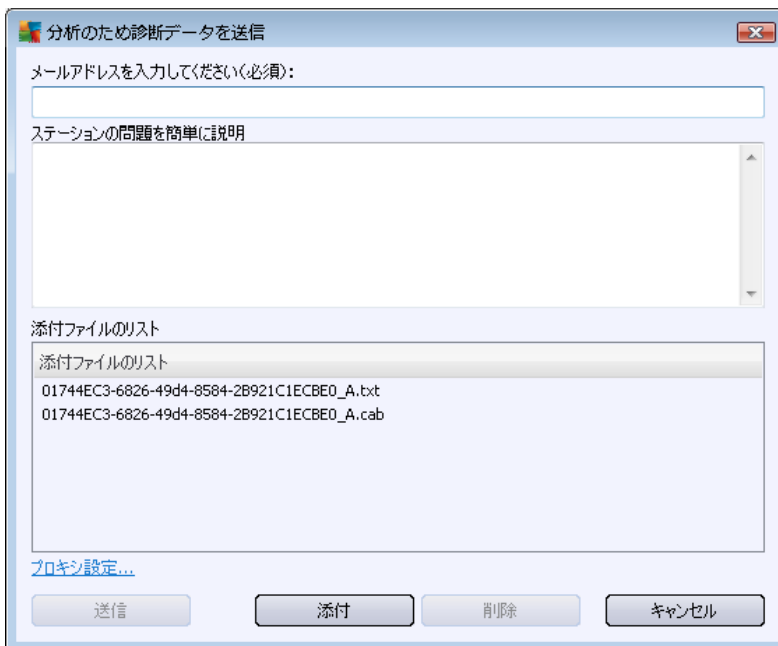 分析のため診断データを送信
メールアドレスを入力してください(必須):
ステーションの問題を簡単に説明
添付ファイルのリスト
添付ファイルのリスト
01744EC3-6826-49d4-8584-2B921C1ECBE0_A.txt
01744EC3-6826-49d4-8584-2B921C1ECBE0_A.cab
プロキシ設定...
送信 添付 削除 キャンセル